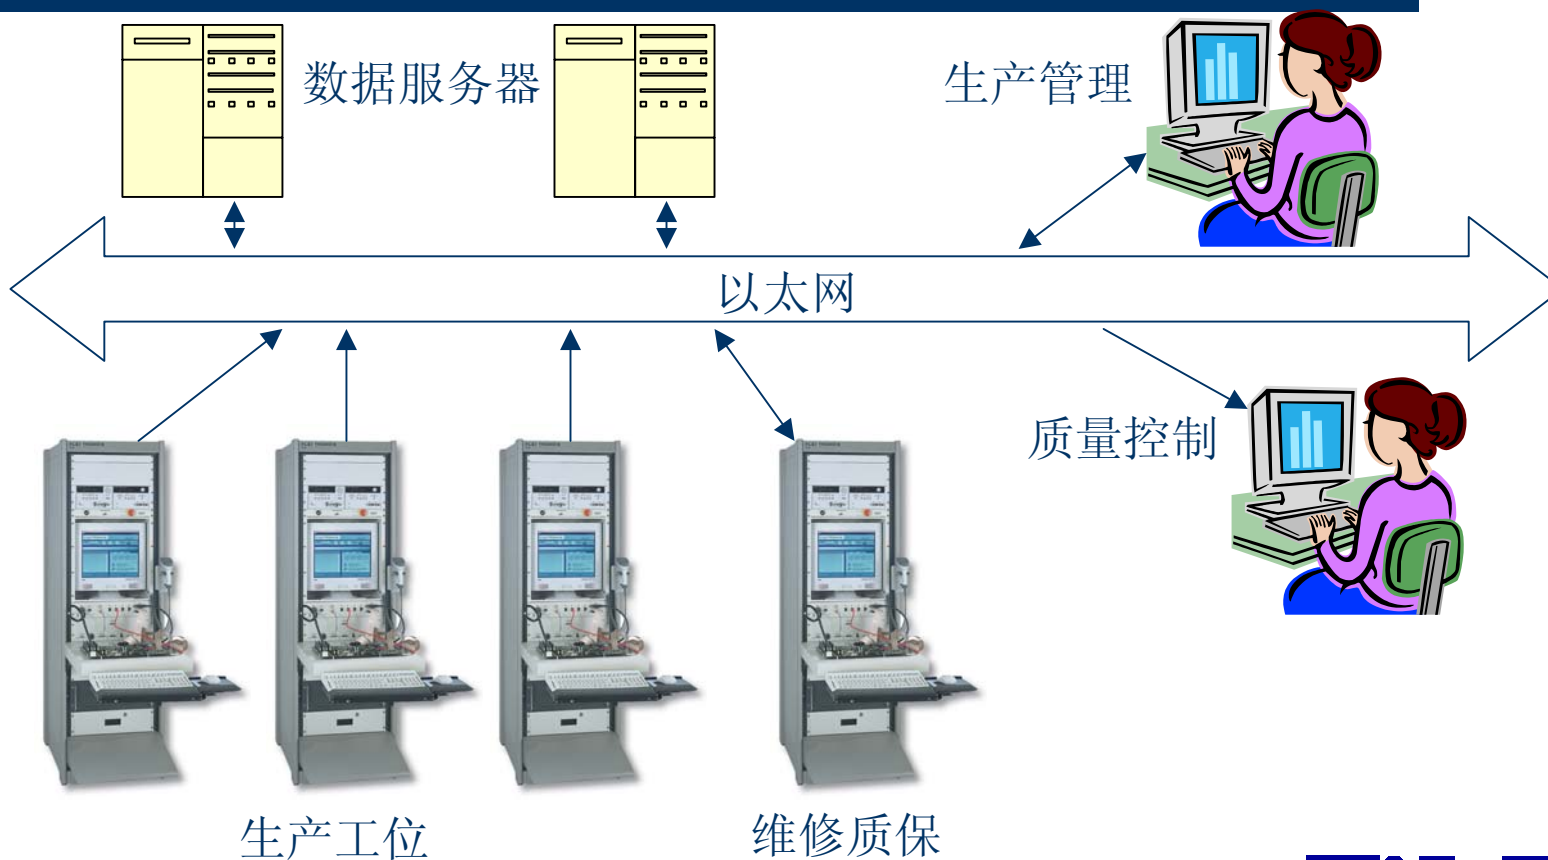 数据服务器
生产管理
以太网
质量控制
生产工位
维修质保